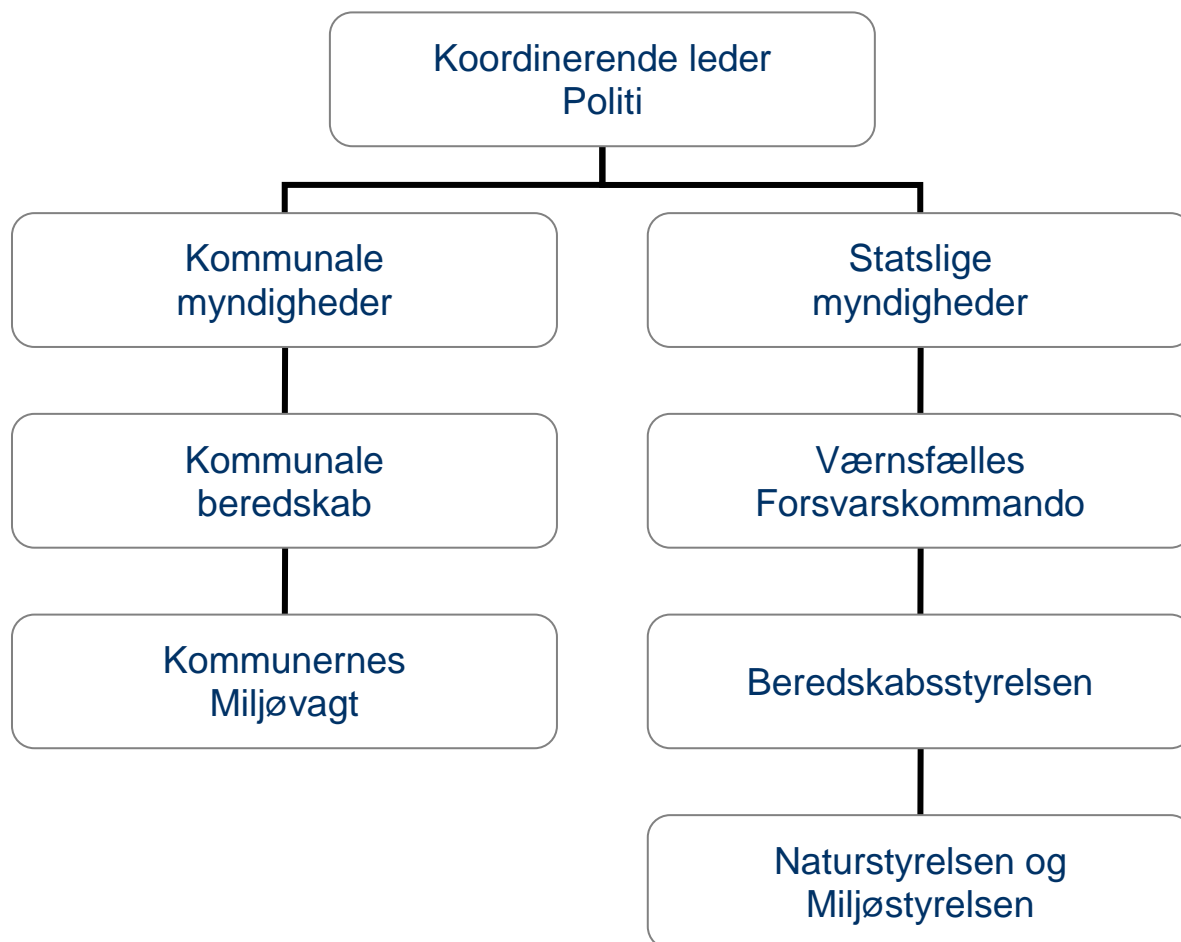 Koordinerende leder
Politi
Kommunale
myndigheder
Statslige
myndigheder
Kommunale
beredskab
Værnsfælles
Forsvarskommando
Kommunernes
Miljøvagt
Beredskabsstyrelsen
Naturstyrelsen og
Miljøstyrelsen